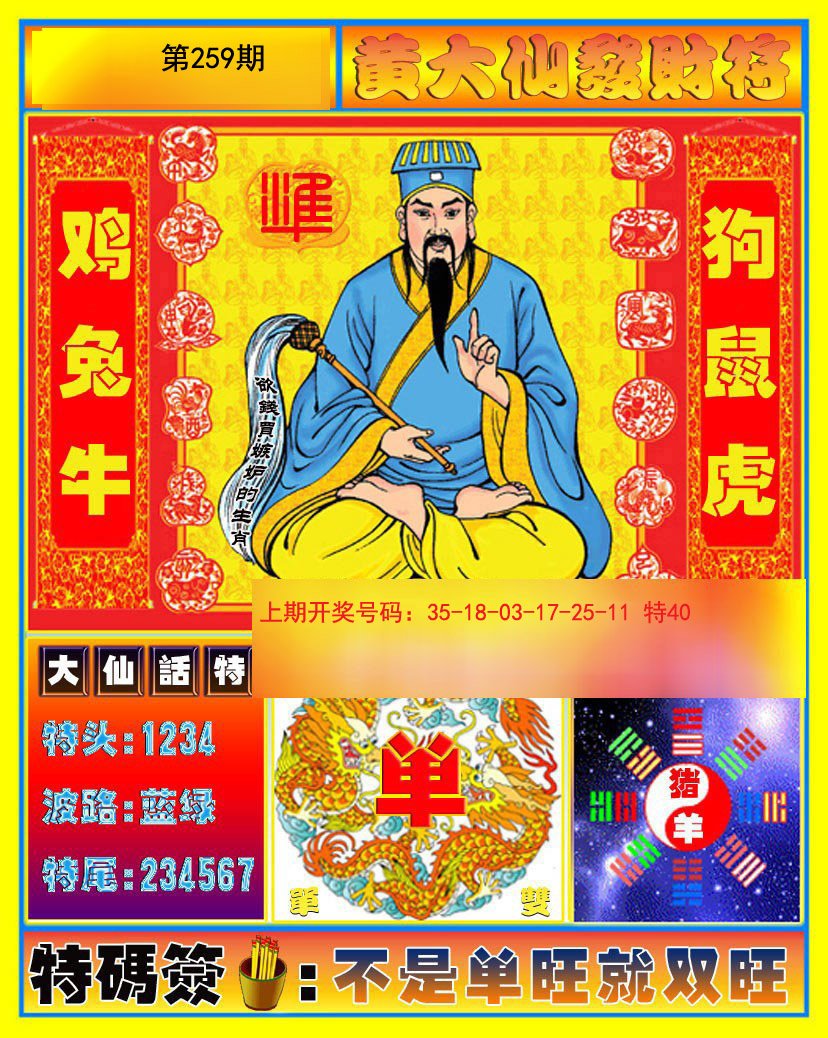 第259期
黄大仙發財符
鸡兔牛
狗鼠虎
欲錢買嫉妒的生肖
上期开奖号码：35-18-03-17-25-11 特40
大仙話特
特头:1234
波路:蓝绿
特尾:234567
单
單
雙
猪
羊
特碼簽:不是单旺就双旺